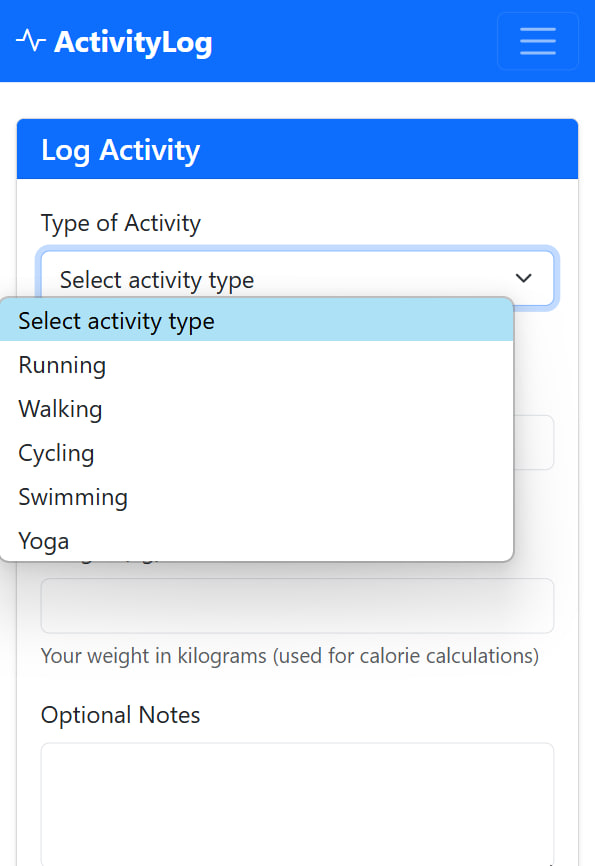 ActivityLog
Log Activity
Type of Activity
Select activity type
Select activity type
Running
Walking
Cycling
Swimming
Yoga
Your weight in kilograms (used for calorie calculations)
Optional Notes